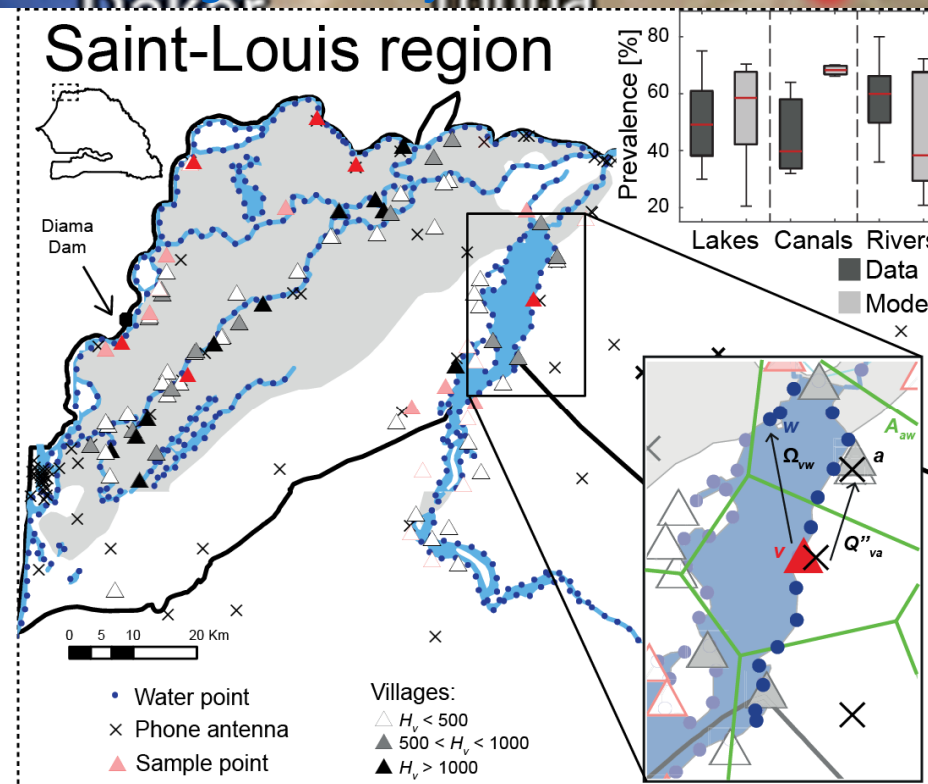 Saint-Louis region
Prevalence [%]
80
60
40
20
Lakes Canals Rivers
Data
Mode
Diama
Dam
w
Ω_vw
A_aw
a
v
Q''_va
0 5 10 20 Km
Water point
Phone antenna
Sample point
Villages:
H_v < 500
500 < H_v < 1000
H_v > 1000